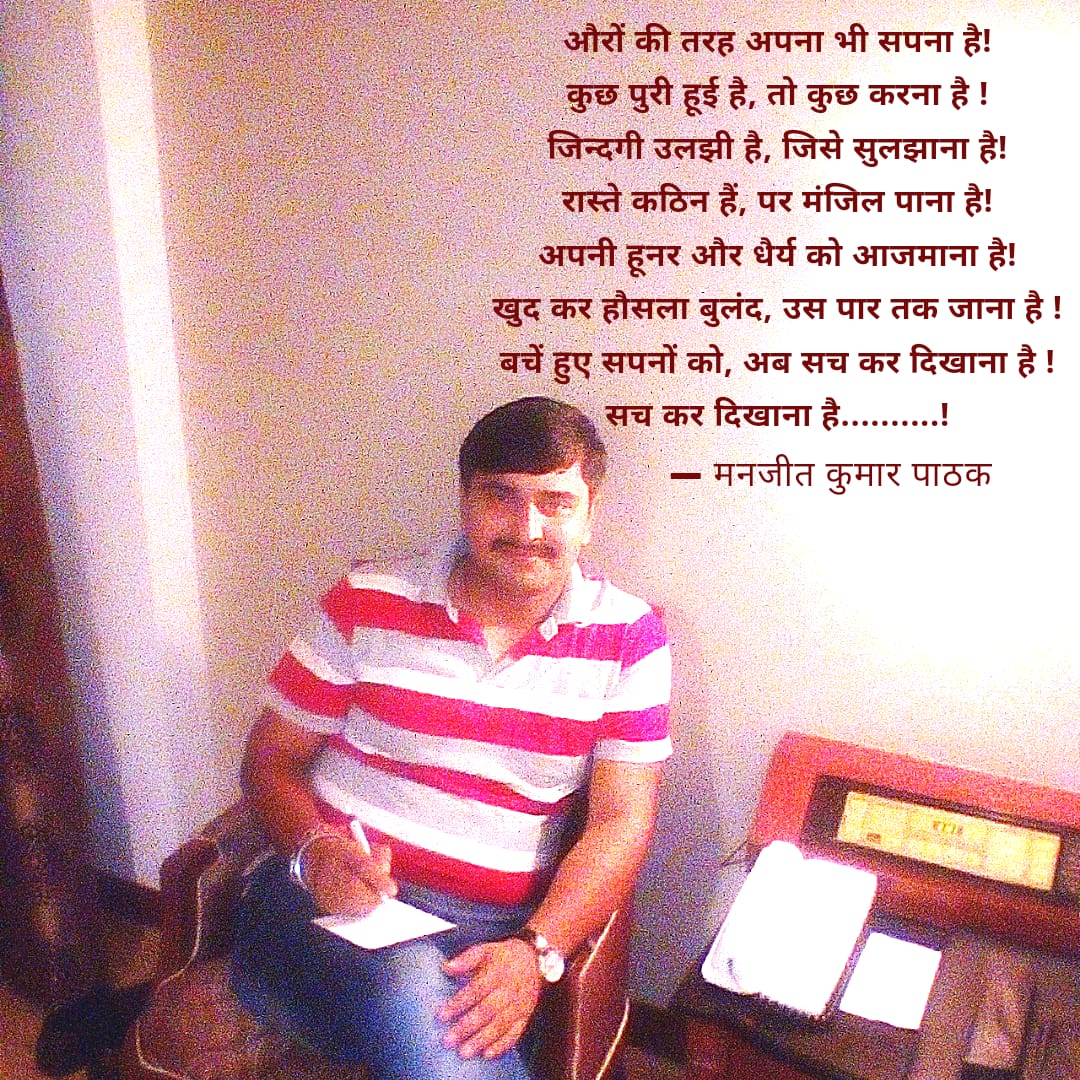 औरों की तरह अपना भी सपना है!
कुछ पुरी हूई है, तो कुछ करना है !
जिन्दगी उलझी है, जिसे सुलझाना है!
रास्ते कठिन हैं, पर मंजिल पाना है!
अपनी हूनर और धैर्य को आजमाना है!
खुद कर हौसला बुलंद, उस पार तक जाना है !
बचें हुए सपनों को, अब सच कर दिखाना है !
सच कर दिखाना है..........!
— मनजीत कुमार पाठक